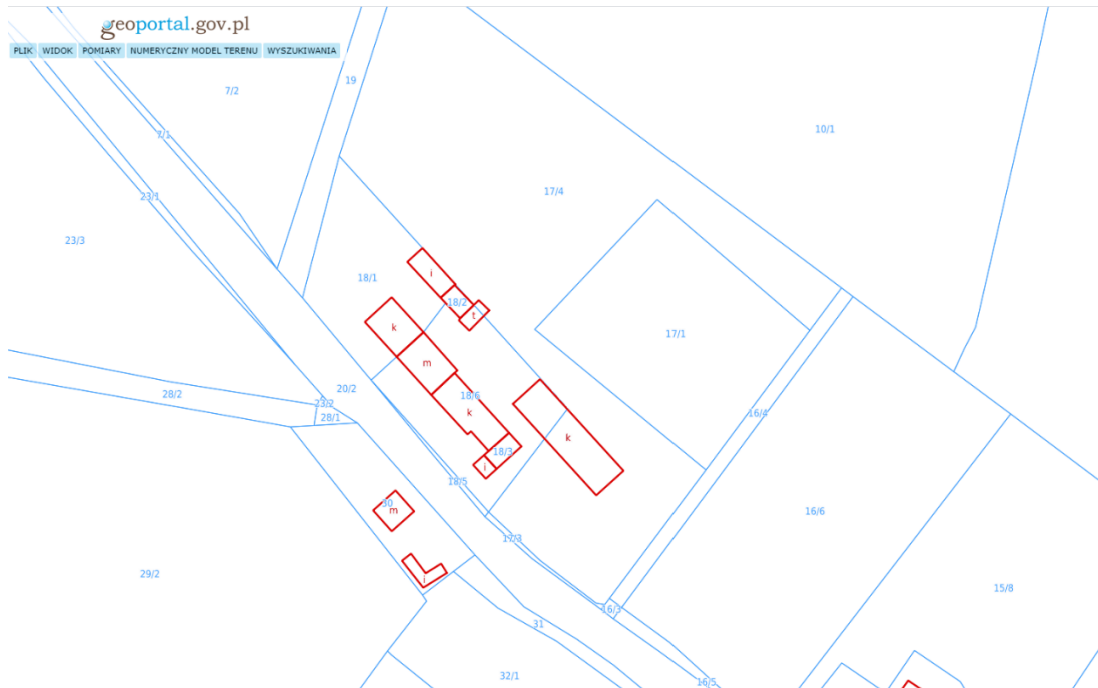 geoportal.gov.pl
PLIK WIDOK POMIARY NUMERYCZNY MODEL TERENU WYSZUKIWANIA
19
7/2
10/1
7/1
17/4
23/1
23/3
i
18/1
18/2
t
k
17/1
m
20/2
28/2
18/6
23/2
k
16/4
28/1
k
18/3
i
18/5
30
m
16/6
17/3
29/2
i
15/8
16/3
31
32/1
16/5